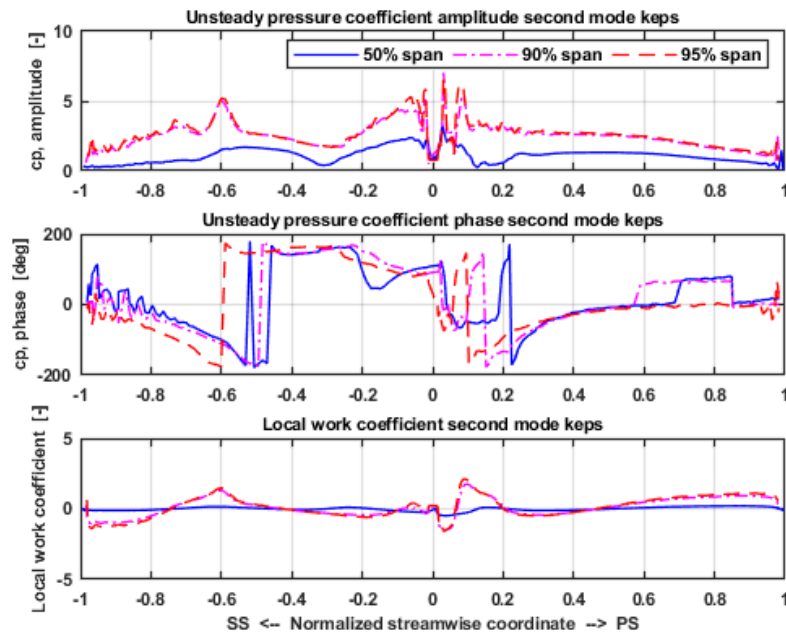 Unsteady pressure coefficient amplitude second mode keps
cp, amplitude [-]
10
5
0
50% span
90% span
95% span
-1 -0.8 -0.6 -0.4 -0.2 0 0.2 0.4 0.6 0.8 1
Unsteady pressure coefficient phase second mode keps
cp, phase [deg]
200
0
-200
-1 -0.8 -0.6 -0.4 -0.2 0 0.2 0.4 0.6 0.8 1
Local work coefficient second mode keps
Local work coefficient [-]
5
0
-5
-1 -0.8 -0.6 -0.4 -0.2 0 0.2 0.4 0.6 0.8 1
SS <-- Normalized streamwise coordinate --> PS